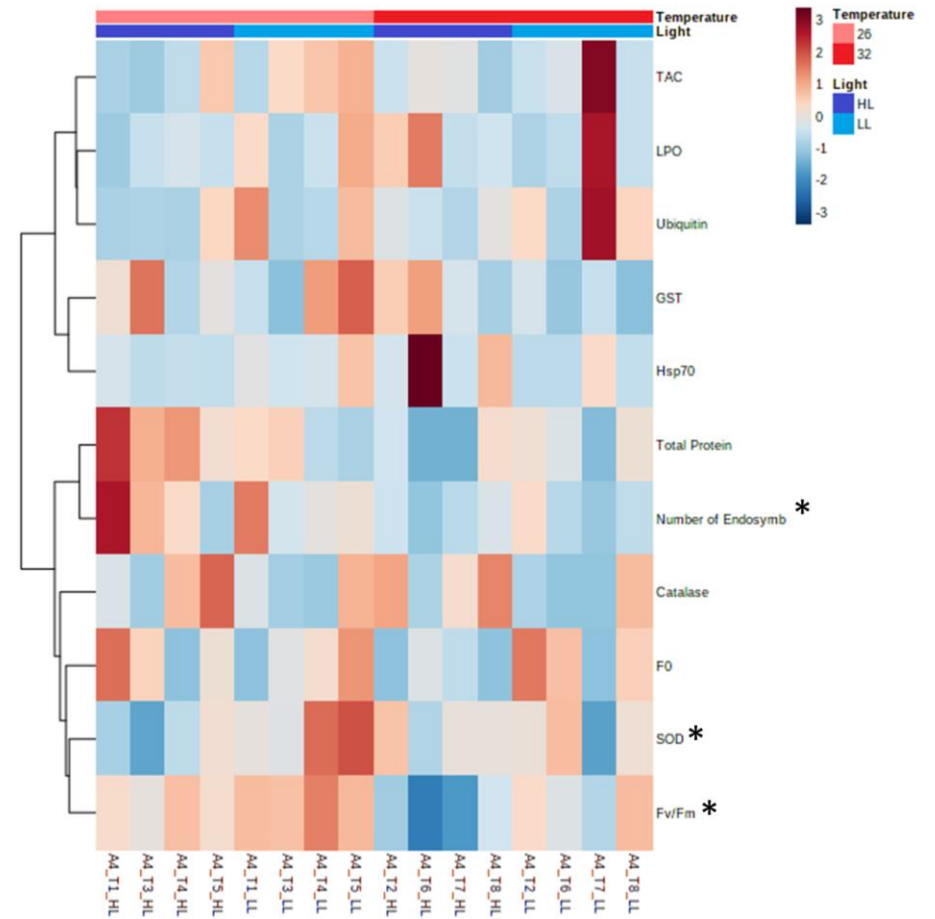 Temperature
Light
3
2
1
0
-1
-2
-3
Temperature
26
32
Light
HL
LL
TAC
LPO
Ubiquitin
GST
Hsp70
Total Protein
Number of Endosymb *
Catalase
F0
SOD *
Fv/Fm *
A4_T1_HL
A4_T3_HL
A4_T4_HL
A4_T5_HL
A4_T1_LL
A4_T3_LL
A4_T4_LL
A4_T5_LL
A4_T2_HL
A4_T6_HL
A4_T7_HL
A4_T8_HL
A4_T2_LL
A4_T6_LL
A4_T7_LL
A4_T8_LL